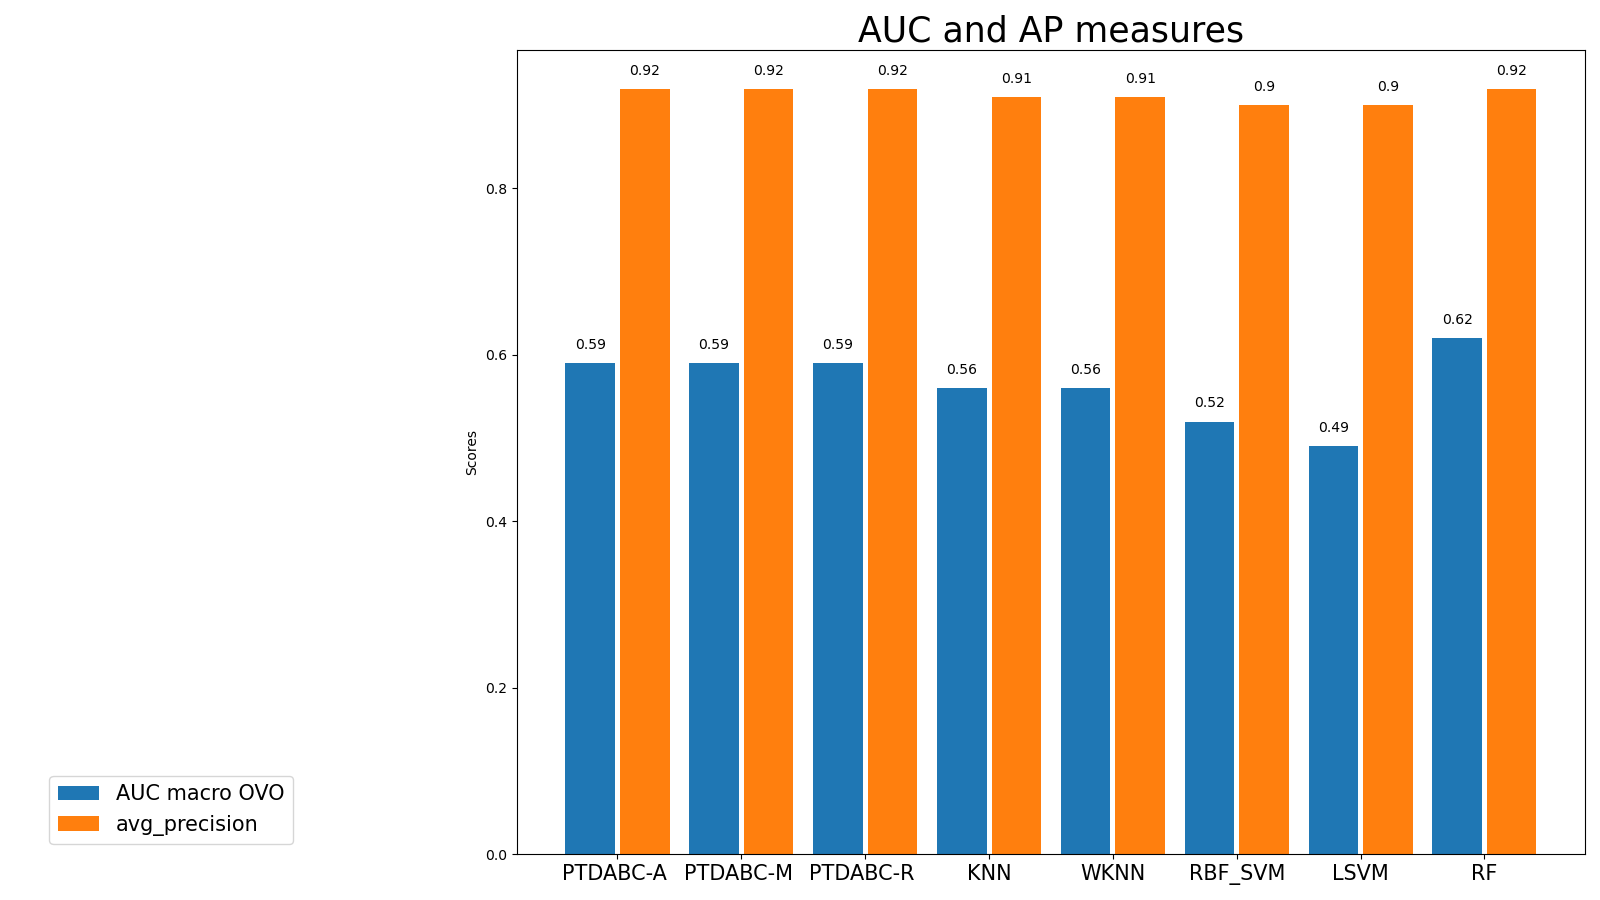 AUC and AP measures
0.92 0.92 0.92 0.91 0.91 0.9 0.9 0.92
0.8
0.59 0.59 0.59 0.56 0.56 0.52 0.49 0.62
0.6
Scores
0.4
0.2
0.0
PTDABC-A PTDABC-M PTDABC-R KNN WKNN RBF_SVM LSVM RF
AUC macro OVO
avg_precision